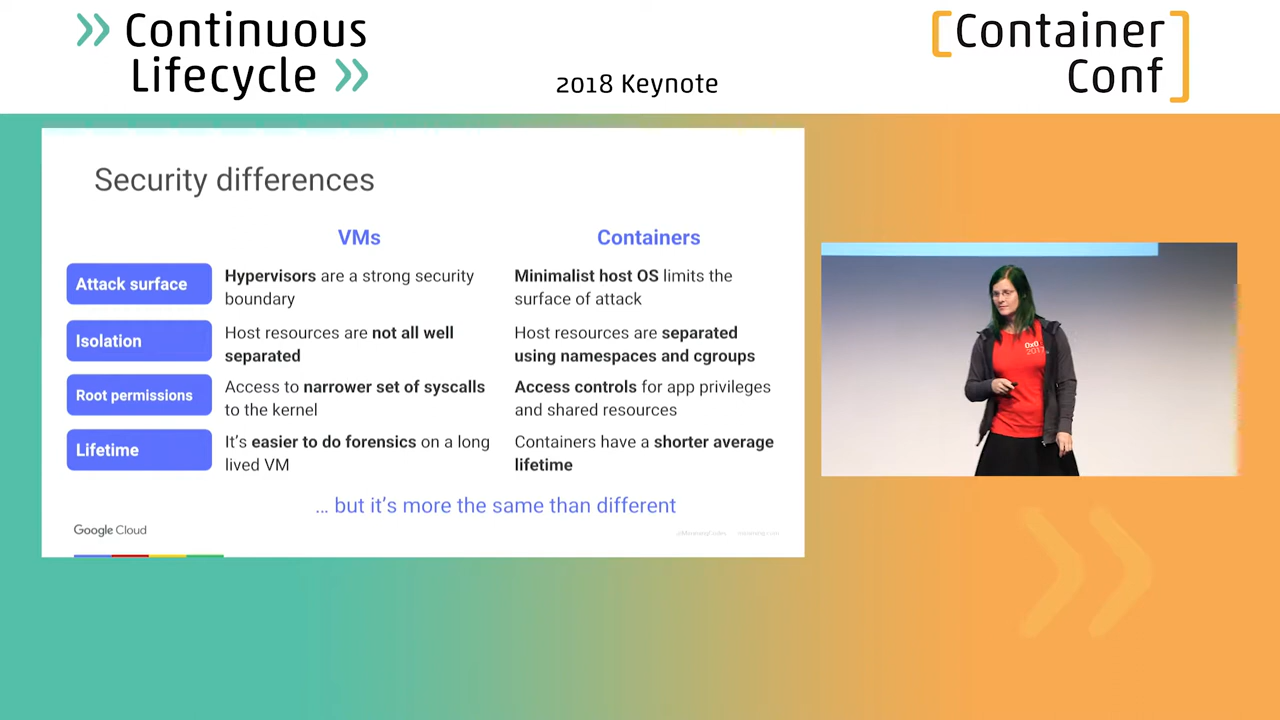 Continuous
Lifecycle
2018 Keynote
Container
Conf
Security differences
VMs
Containers
Attack surface
Hypervisors are a strong security
boundary
Minimalist host OS limits the
surface of attack
Isolation
Host resources are not all well
separated
Host resources are separated
using namespaces and cgroups
Root permissions
Access to narrower set of syscalls
to the kernel
Access controls for app privileges
and shared resources
Lifetime
It's easier to do forensics on a long
lived VM
Containers have a shorter average
lifetime
... but it's more the same than different
Google Cloud